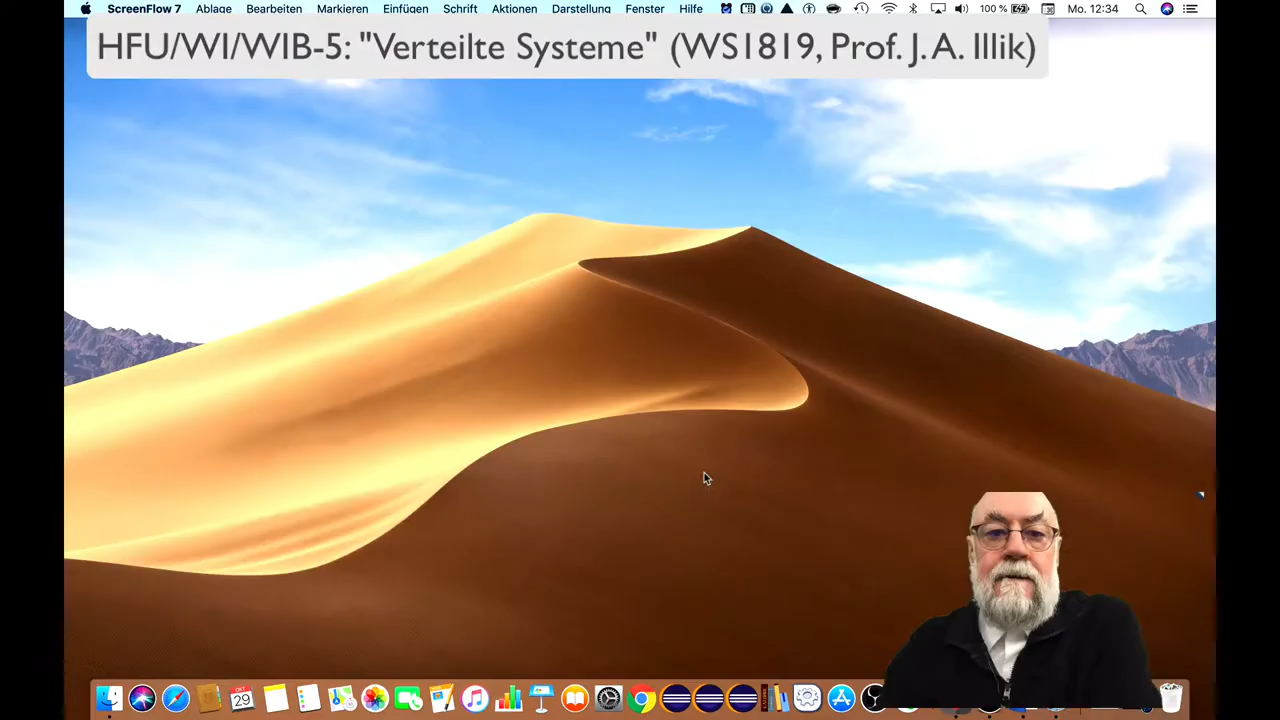 ScreenFlow 7 Ablage Bearbeiten Markieren Einfügen Schrift Aktionen Darstellung Fenster Hilfe 100 % Mo. 12:34
HFU/WI/WIB-5: "Verteilte Systeme" (WS1819, Prof. J. A. Illik)
OKT
29